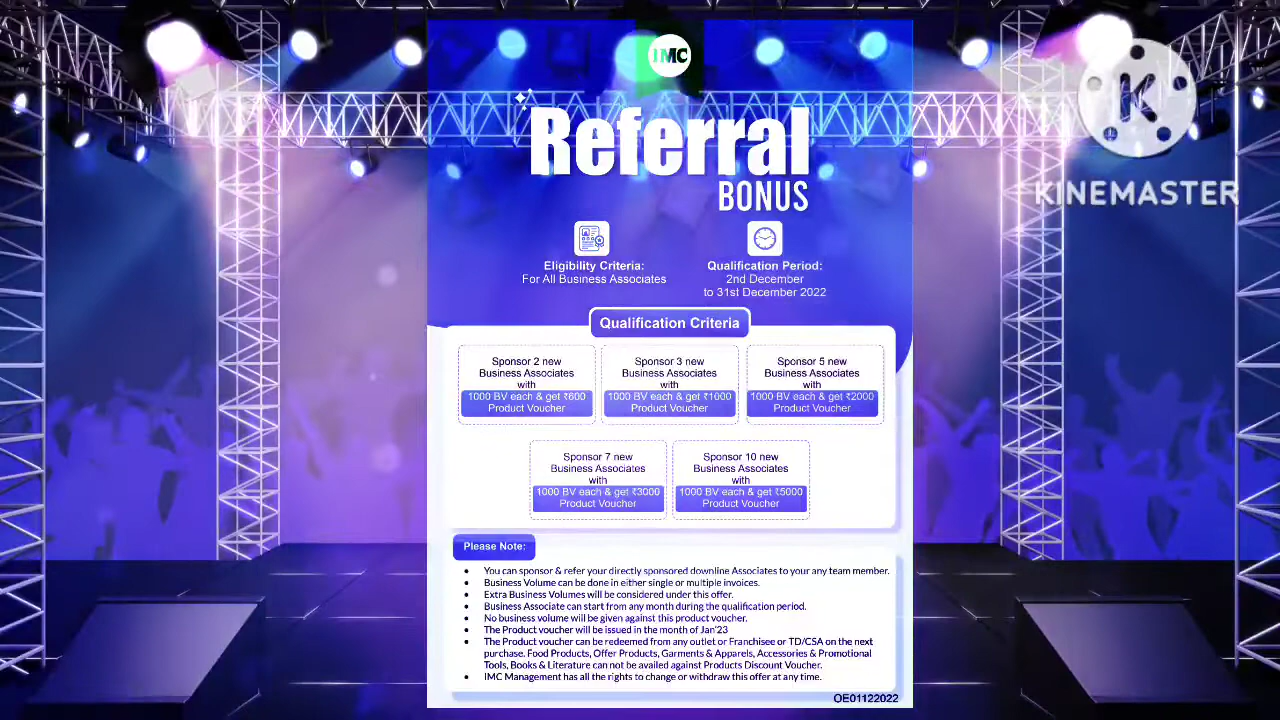 IMC
Referral
BONUS
KINEMASTER
Eligibility Criteria:
For All Business Associates
Qualification Period:
2nd December
to 31st December 2022
Qualification Criteria
Sponsor 2 new
Business Associates
with
1000 BV each & get ₹600
Product Voucher
Sponsor 3 new
Business Associates
with
1000 BV each & get ₹1000
Product Voucher
Sponsor 5 new
Business Associates
with
1000 BV each & get ₹2000
Product Voucher
Sponsor 7 new
Business Associates
with
1000 BV each & get ₹3000
Product Voucher
Sponsor 10 new
Business Associates
with
1000 BV each & get ₹5000
Product Voucher
Please Note:
• You can sponsor & refer your directly sponsored downline Associates to your any team member.
• Business Volume can be done in either single or multiple invoices.
• Extra Business Volumes will be considered under this offer.
• Business Associate can start from any month during the qualification period.
• No business volume will be given against this product voucher.
• The Product voucher will be issued in the month of Jan'23
• The Product voucher can be redeemed from any outlet or Franchisee or TD/CSA on the next
purchase. Food Products, Offer Products, Garments & Apparels, Accessories & Promotional
Tools, Books & Literature can not be availed against Products Discount Voucher.
• IMC Management has all the rights to change or withdraw this offer at any time.
OE01122022